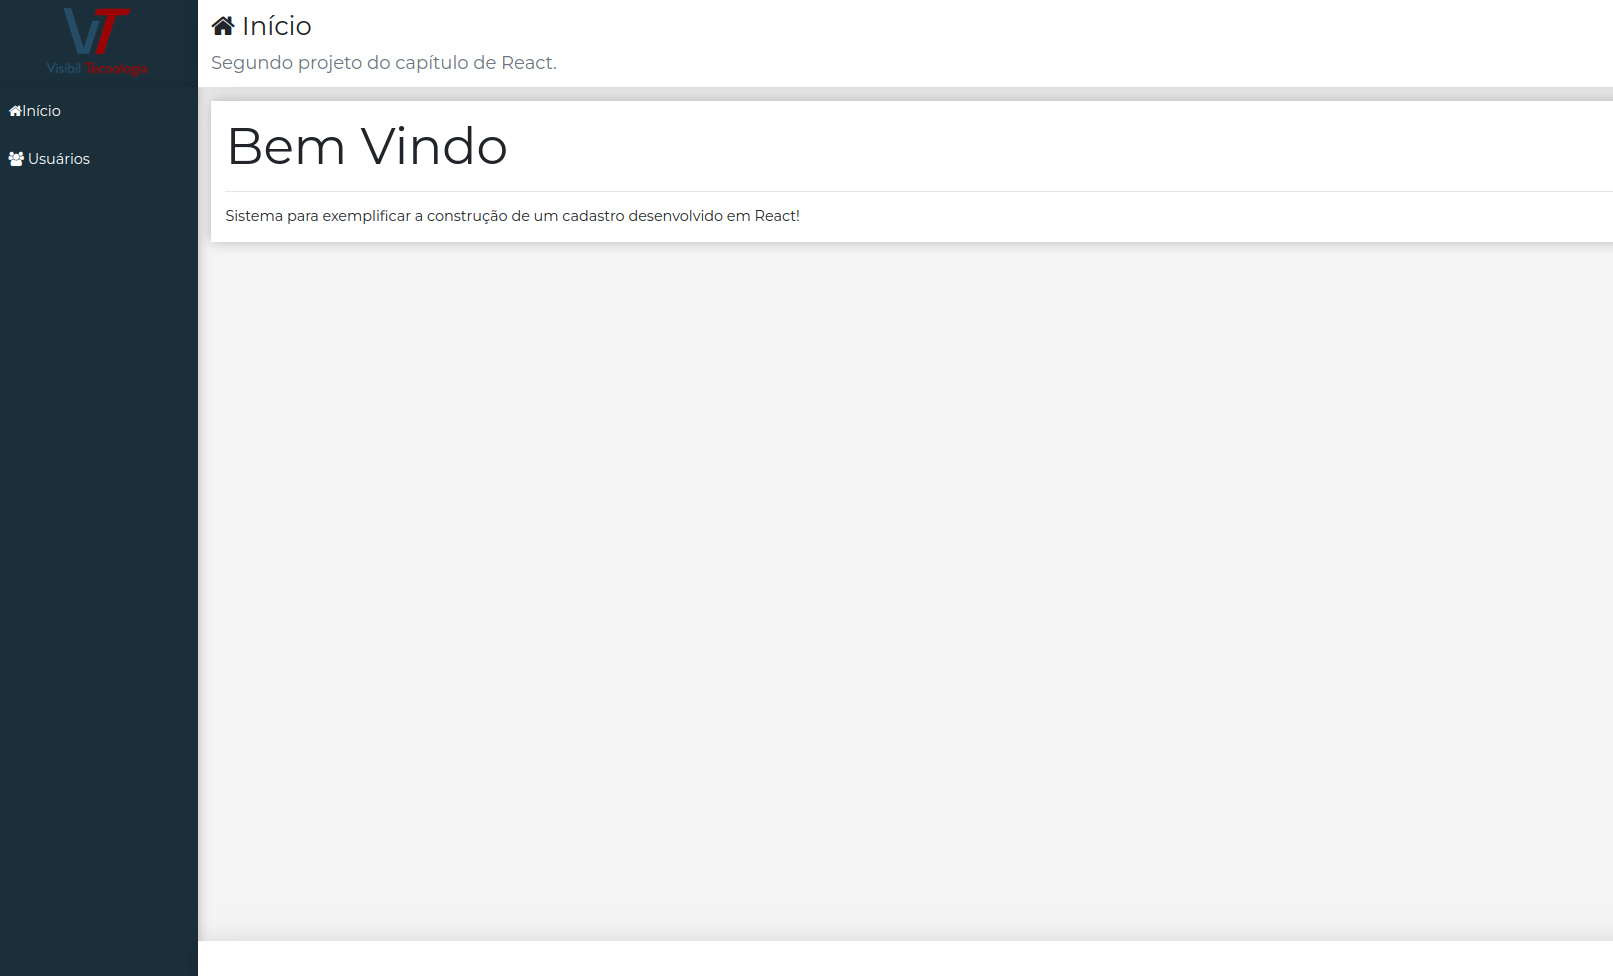 VT
Visibil Tecnologia
Início
Usuários
Início
Segundo projeto do capítulo de React.
Bem Vindo
Sistema para exemplificar a construção de um cadastro desenvolvido em React!